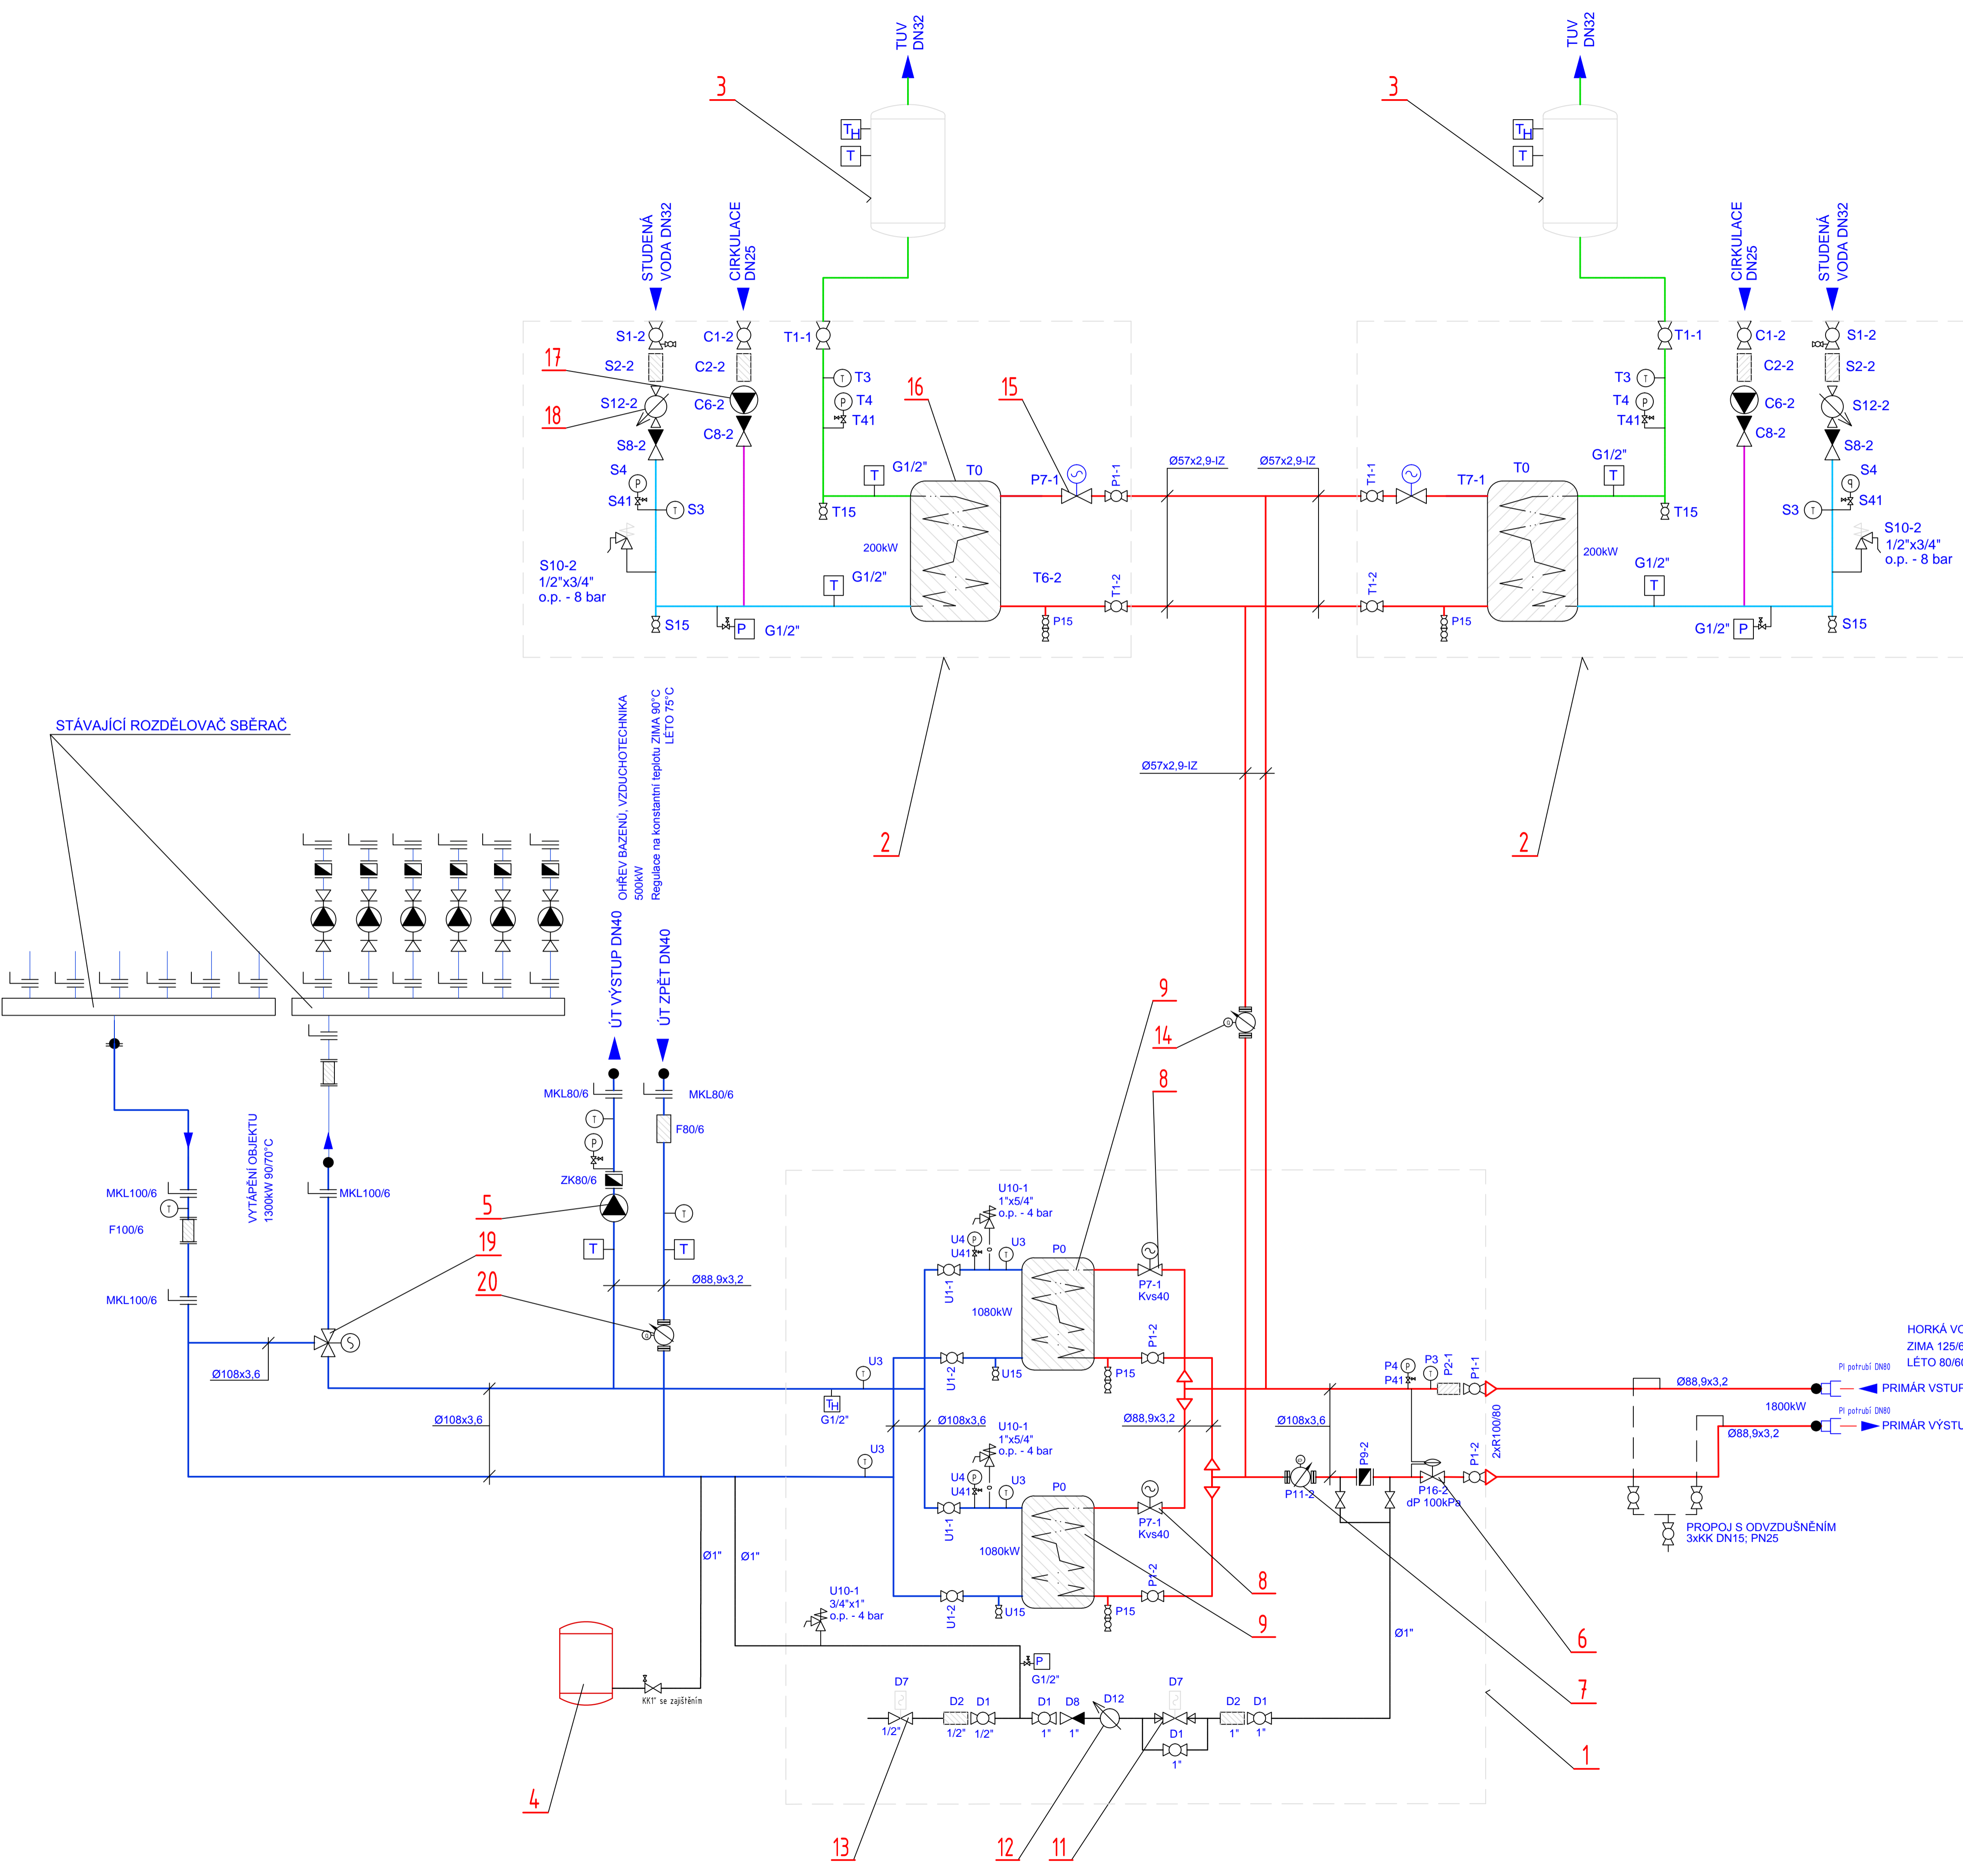 TUV
DN32
TUV
DN32
3
3
TH
T
TH
T
STUDENÁ
VODA DN32
CIRKULACE
DN25
CIRKULACE
DN25
STUDENÁ
VODA DN32
S1-2
C1-2
T1-1
T1-1
C1-2
S1-2
17
S2-2
C2-2
C2-2
S2-2
T
T3
T3
T
16
15
18
S12-2
C6-2
P
T4
T4
P
C6-2
S12-2
T41
T41
S8-2
C8-2
C8-2
S8-2
S4
P
S41
T
S3
T
G1/2"
T0
P7-1
P1-1
Ø57x2,9-IZ
Ø57x2,9-IZ
T1-1
T7-1
T0
G1/2"
T
S4
q
S41
S3
T
T15
T15
200kW
200kW
S10-2
1/2"x3/4"
o.p. - 8 bar
S10-2
1/2"x3/4"
o.p. - 8 bar
T
G1/2"
T6-2
T1-2
T1-2
G1/2"
T
S15
P
G1/2"
P15
P15
G1/2"
P
S15
STÁVAJÍCÍ ROZDĚLOVAČ SBĚRAČ
OHŘEV BAZENŮ, VZDUCHOTECHNIKA
500kW
Regulace na konstantní teplotu ZIMA 90°C
LÉTO 75°C
Ø57x2,9-IZ
2
2
ÚT VÝSTUP DN40
ÚT ZPĚT DN40
9
14
8
MKL80/6
MKL80/6
T
P
F80/6
VYTÁPĚNÍ OBJEKTU
1300kW 90/70°C
ZK80/6
MKL100/6
MKL100/6
T
F100/6
5
T
T
T
19
20
Ø88,9x3,2
MKL100/6
Ø108x3,6
U10-1
1"x5/4"
o.p. - 4 bar
U4
P
U3
U41
T
P0
U1-1
P7-1
Kvs40
1080kW
P1-2
U1-2
U15
P15
U3
T
TH
G1/2"
P4
P
P3
T
P41
P2-1
P1-1
HORKÁ VO
ZIMA 125/6
LÉTO 80/60
PI potrubí DN80
PRIMÁR VSTUP
Ø88,9x3,2
1800kW
PI potrubí DN80
PRIMÁR VÝSTU
Ø88,9x3,2
Ø108x3,6
Ø108x3,6
Ø88,9x3,2
Ø108x3,6
2xR100/80
U10-1
1"x5/4"
o.p. - 4 bar
U3
T
U4
P
U3
U41
T
P0
P9-2
P1-2
P11-2
P16-2
dP 100kPa
U1-1
P7-1
Kvs40
1080kW
P1-2
PROPOJ S ODVZDUŠNĚNÍM
3xKK DN15; PN25
Ø1"
Ø1"
8
U10-1
3/4"x1"
o.p. - 4 bar
U1-2
U15
P15
9
Ø1"
6
P
G1/2"
7
KK1" se zajištěním
D7
D2
D1
D1
D8
D12
D7
D2
D1
1/2"
1/2"
1/2"
1"
1"
1"
1"
D1
1"
1
4
13
12
11